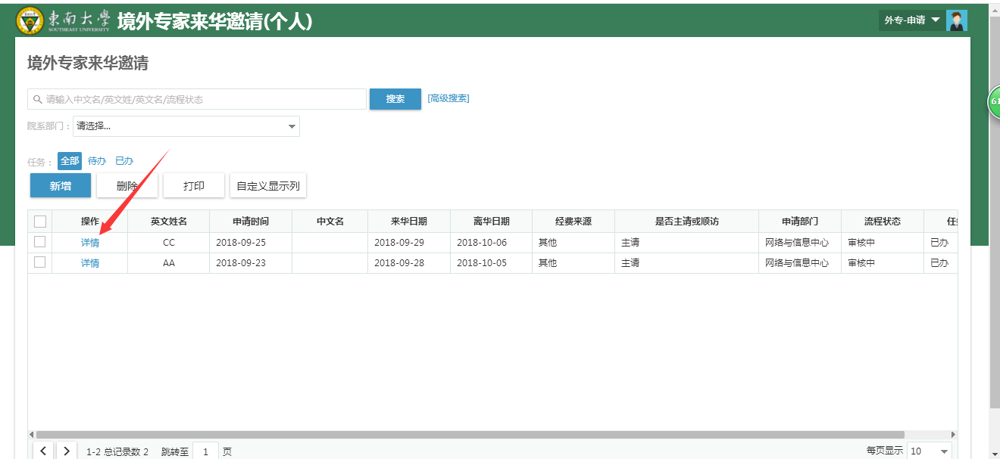 東南大學 境外专家来华邀请(个人) 外专-申请
SOUTHEAST UNIVERSITY
境外专家来华邀请
请输入中文名/英文姓/英文名/流程状态 搜索 [高级搜索]
61
院系部门： 请选择...
任务： 全部 待办 已办
新增 删除 打印 自定义显示列
操作 英文姓名 申请时间 中文名 来华日期 离华日期 经费来源 是否主请或顺访 申请部门 流程状态 任
详情 CC 2018-09-25 2018-09-29 2018-10-06 其他 主请 网络与信息中心 审核中 已办
详情 AA 2018-09-23 2018-09-28 2018-10-05 其他 主请 网络与信息中心 审核中 已办
1-2 总记录数 2 跳转至 1 页 每页显示 10